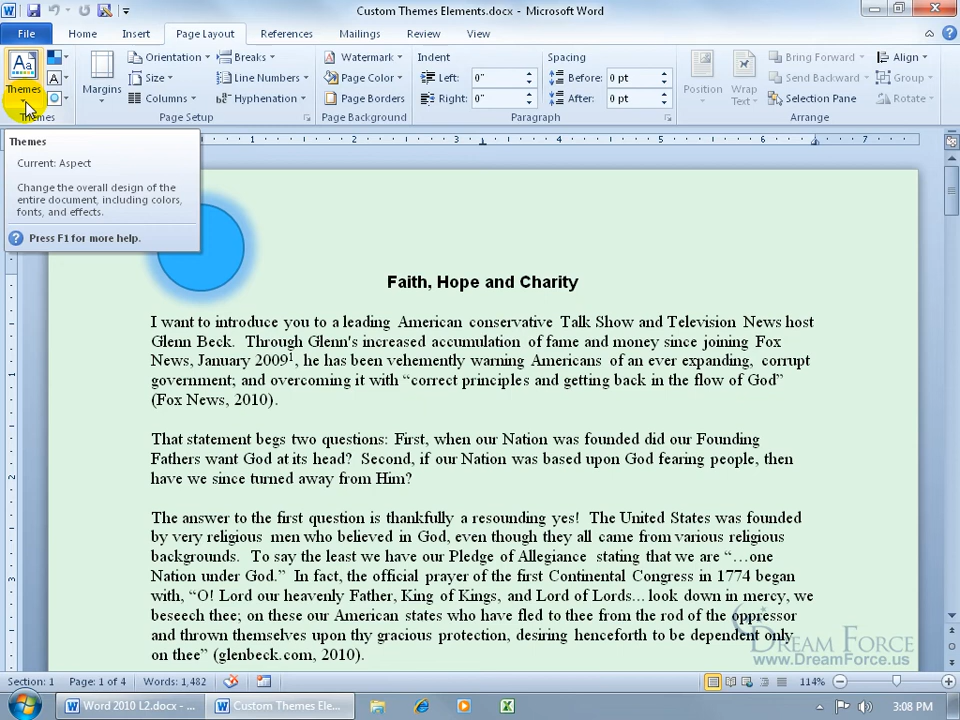 Custom Themes Elements.docx - Microsoft Word
File Home Insert Page Layout References Mailings Review View
Themes
Margins
Orientation
Size
Columns
Breaks
Line Numbers
Hyphenation
Watermark
Page Color
Page Borders
Indent
Left: 0"
Right: 0"
Spacing
Before: 0 pt
After: 0 pt
Position
Wrap Text
Bring Forward
Send Backward
Selection Pane
Align
Group
Rotate
Themes Page Setup Page Background Paragraph Arrange
Themes
Current: Aspect
Change the overall design of the
entire document, including colors,
fonts, and effects.
Press F1 for more help.
1 2 3 4 5 6 7
Faith, Hope and Charity
I want to introduce you to a leading American conservative Talk Show and Television News host
Glenn Beck. Through Glenn's increased accumulation of fame and money since joining Fox
News, January 2009¹, he has been vehemently warning Americans of an ever expanding, corrupt
government; and overcoming it with “correct principles and getting back in the flow of God”
(Fox News, 2010).
That statement begs two questions: First, when our Nation was founded did our Founding
Fathers want God at its head? Second, if our Nation was based upon God fearing people, then
have we since turned away from Him?
The answer to the first question is thankfully a resounding yes! The United States was founded
by very religious men who believed in God, even though they all came from various religious
backgrounds. To say the least we have our Pledge of Allegiance stating that we are “…one
Nation under God.” In fact, the official prayer of the first Continental Congress in 1774 began
with, “O! Lord our heavenly Father, King of Kings, and Lord of Lords... look down in mercy, we
beseech thee; on these our American states who have fled to thee from the rod of the oppressor
and thrown themselves upon thy gracious protection, desiring henceforth to be dependent only
on thee” (glenbeck.com, 2010).
DREAM FORCE
www.DreamForce.us
Section: 1 Page: 1 of 4 Words: 1,482 114%
Word 2010 L2.docx - ... Custom Themes Ele... 3:08 PM